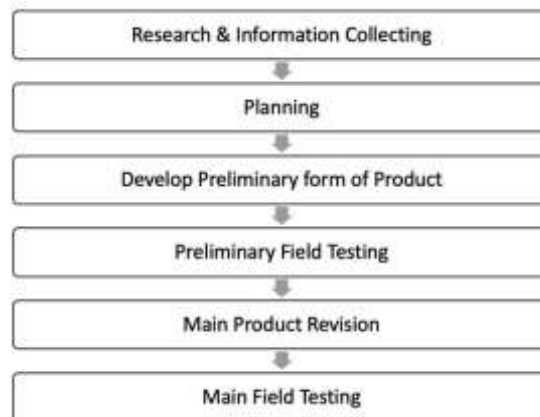 Research & Information Collecting
Planning
Develop Preliminary form of Product
Preliminary Field Testing
Main Product Revision
Main Field Testing